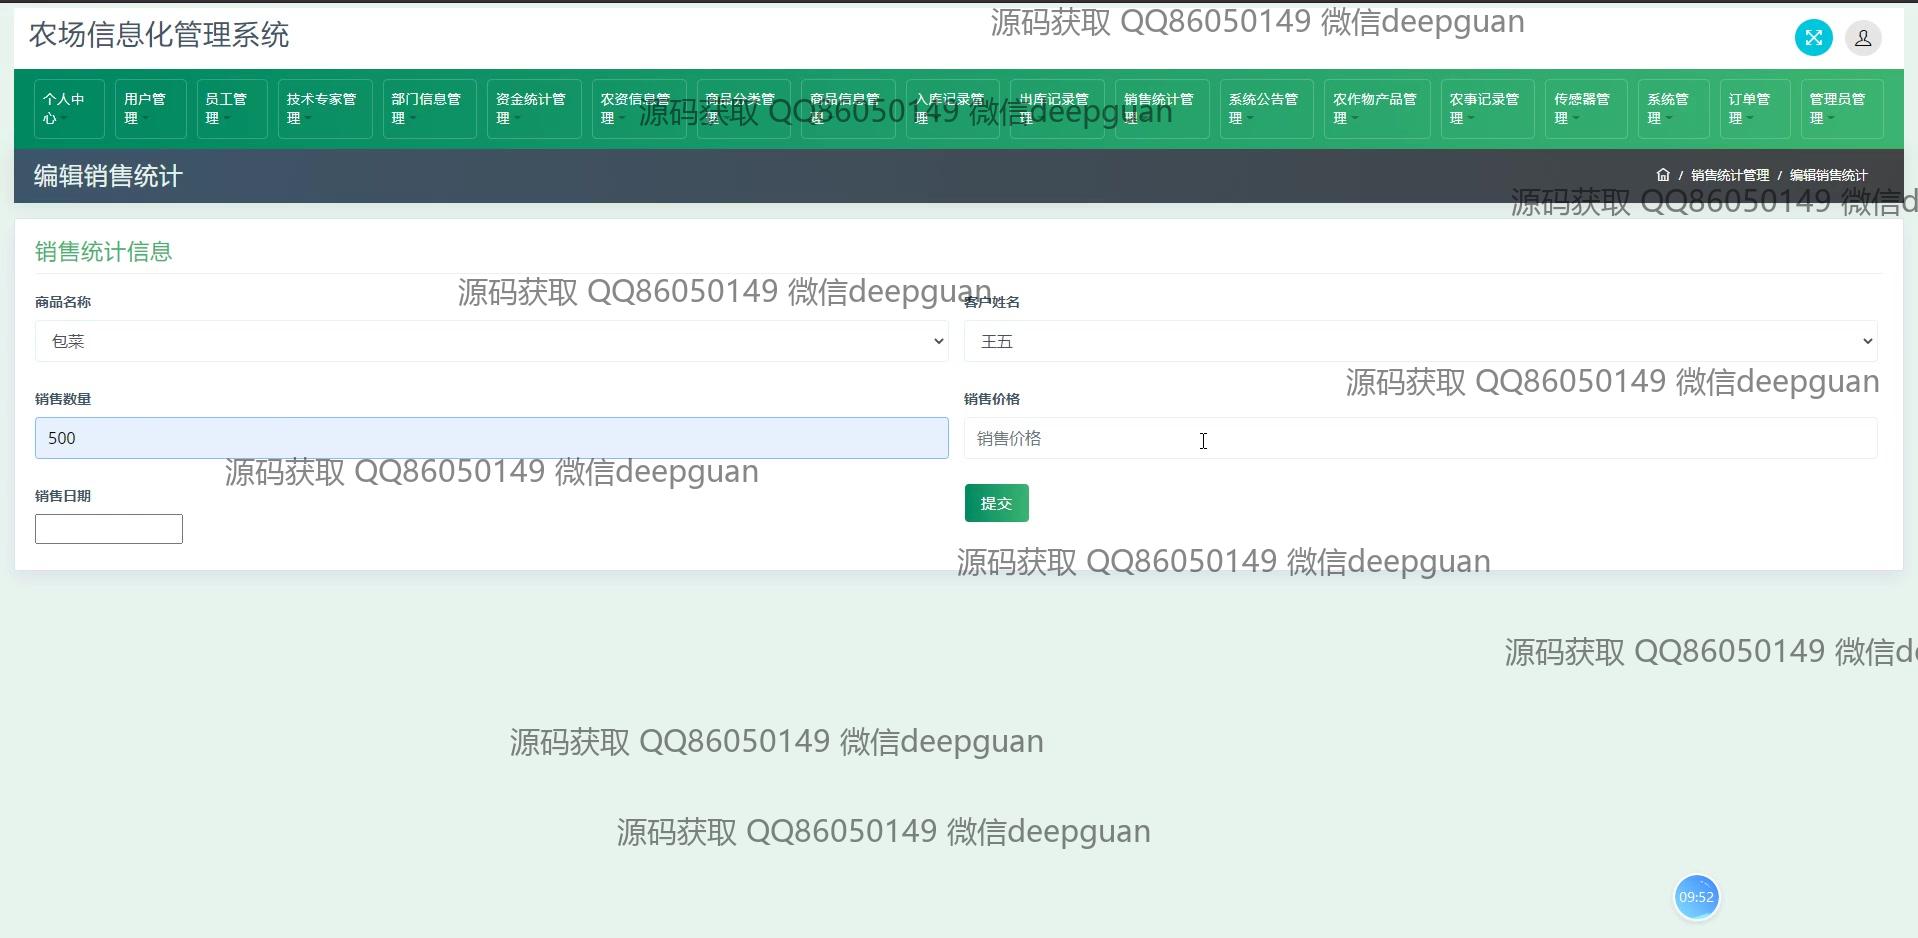 农场信息化管理系统
源码获取 QQ86050149 微信deepguan
个人中心
用户管理
员工管理
技术专家管理
部门信息管理
资金统计管理
农资信息管理
商品分类管理
商品信息管理
入库记录管理
出库记录管理
销售统计管理
系统公告管理
农作物产品管理
农事记录管理
传感器管理
系统管理
订单管理
管理员管理
源码获取 QQ86050149 微信deepguan
编辑销售统计
/ 销售统计管理 / 编辑销售统计
源码获取 QQ86050149 微信d
销售统计信息
源码获取 QQ86050149 微信deepguan
商品名称
客户姓名
包菜
王五
源码获取 QQ86050149 微信deepguan
销售数量
销售价格
500
销售价格
源码获取 QQ86050149 微信deepguan
销售日期
提交
源码获取 QQ86050149 微信deepguan
源码获取 QQ86050149 微信de
源码获取 QQ86050149 微信deepguan
源码获取 QQ86050149 微信deepguan
09:52